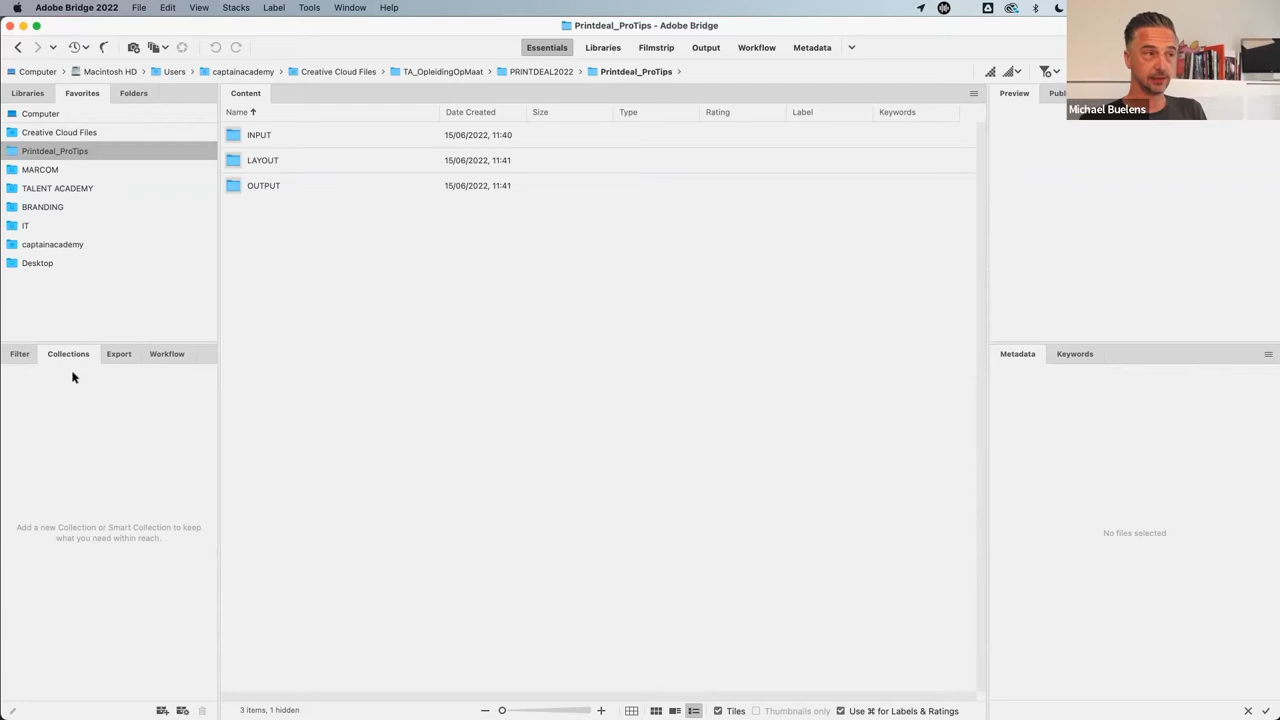 Adobe Bridge 2022 File Edit View Stacks Label Tools Window Help
Printdeal_ProTips - Adobe Bridge
Essentials Libraries Filmstrip Output Workflow Metadata
Computer Macintosh HD Users captainacademy Creative Cloud Files TA_OpleidingOpMaat PRINTDEAL2022 Printdeal_ProTips
Libraries Favorites Folders
Content
Preview Publ
Michael Buelens
Computer
Creative Cloud Files
Printdeal_ProTips
MARCOM
TALENT ACADEMY
BRANDING
IT
captainacademy
Desktop
Name Date Created Size Type Rating Label Keywords
INPUT 15/06/2022, 11:40
LAYOUT 15/06/2022, 11:41
OUTPUT 15/06/2022, 11:41
Filter Collections Export Workflow
Add a new Collection or Smart Collection to keep
what you need within reach.
Metadata Keywords
No files selected
3 items, 1 hidden
Tiles Thumbnails only Use ⌘ for Labels & Ratings